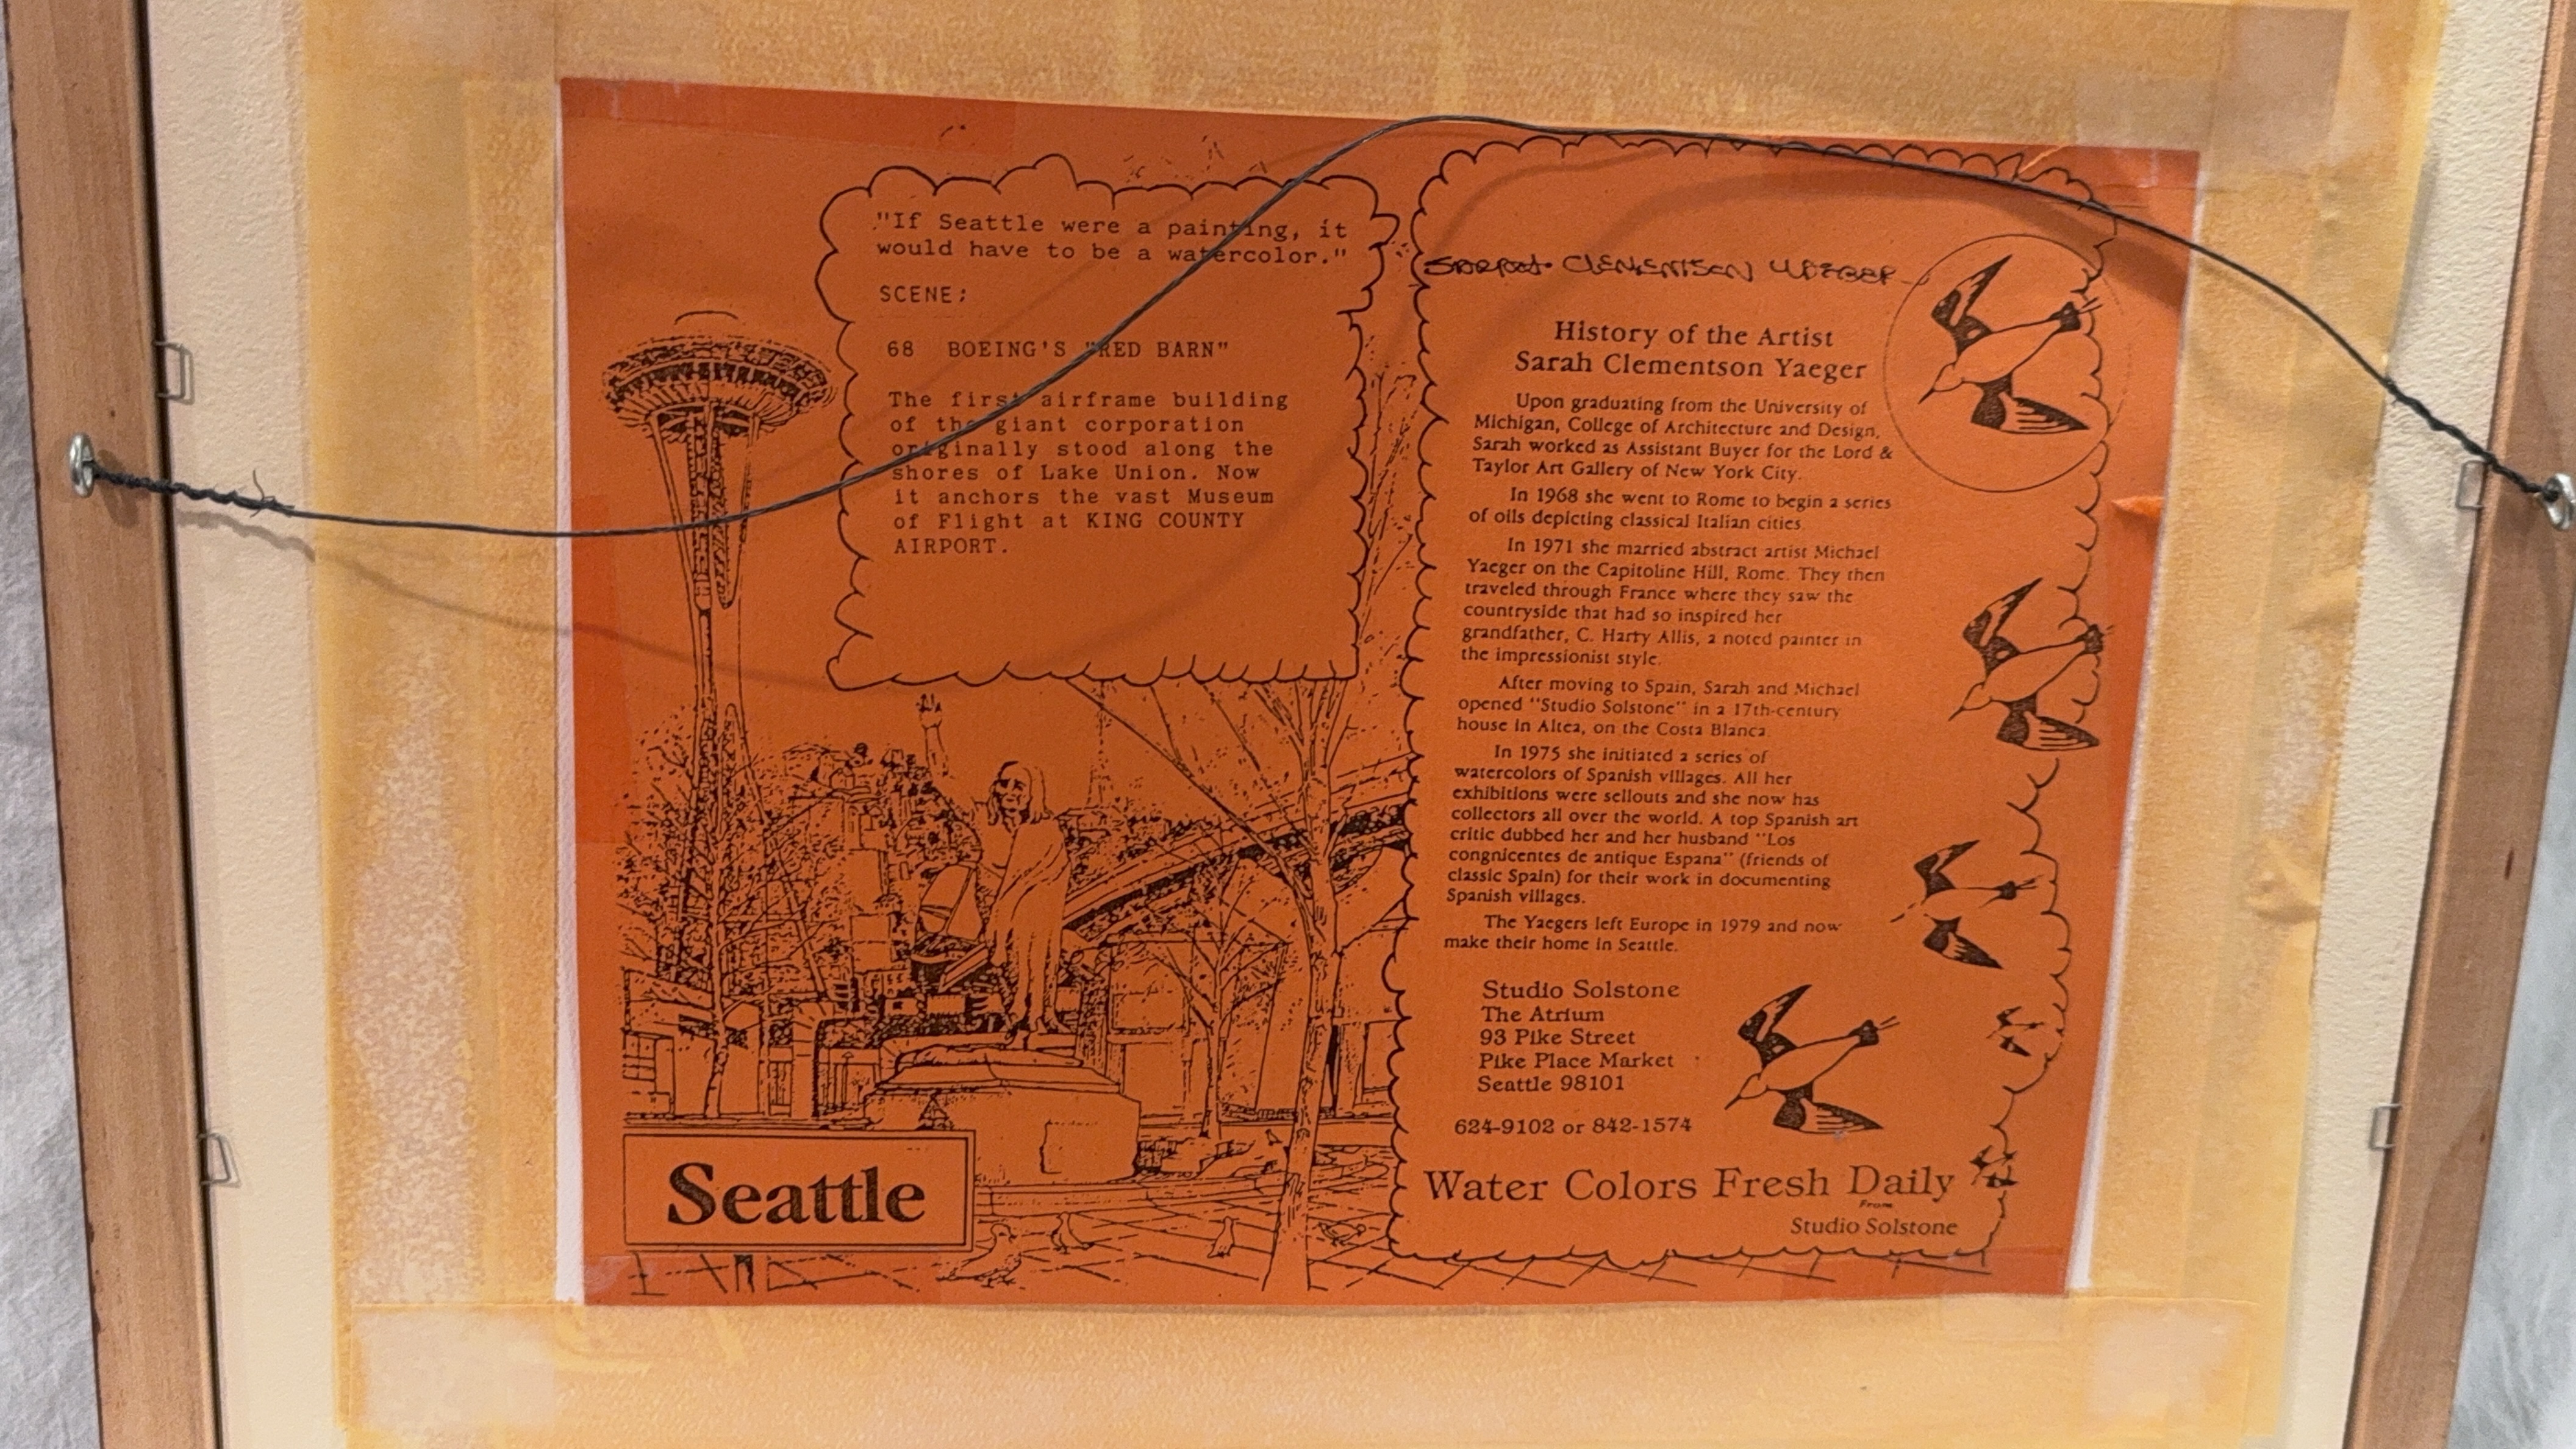 "If Seattle were a painting, it
would have to be a watercolor."
SCENE:
68 BOEING'S "RED BARN"
The first airframe building
of the giant corporation
originally stood along the
shores of Lake Union. Now
it anchors the vast Museum
of Flight at KING COUNTY
AIRPORT.
Seattle
Clementson Yaeger
History of the Artist
Sarah Clementson Yaeger
Upon graduating from the University of
Michigan, College of Architecture and Design,
Sarah worked as Assistant Buyer for the Lord &
Taylor Art Gallery of New York City.
In 1968 she went to Rome to begin a series
of oils depicting classical Italian cities.
In 1971 she married abstract artist Michael
Yaeger on the Capitoline Hill, Rome. They then
traveled through France where they saw the
countryside that had so inspired her
grandfather, C. Harry Allis, a noted painter in
the impressionist style.
After moving to Spain, Sarah and Michael
opened "Studio Solstone" in a 17th-century
house in Altea, on the Costa Blanca.
In 1975 she initiated a series of
watercolors of Spanish villages. All her
exhibitions were sellouts and she now has
collectors all over the world. A top Spanish art
critic dubbed her and her husband "Los
congnicentes de antique Espana" (friends of
classic Spain) for their work in documenting
Spanish villages.
The Yaegers left Europe in 1979 and now
make their home in Seattle.
Studio Solstone
The Atrium
93 Pike Street
Pike Place Market
Seattle 98101
624-9102 or 842-1574
Water Colors Fresh Daily
From
Studio Solstone